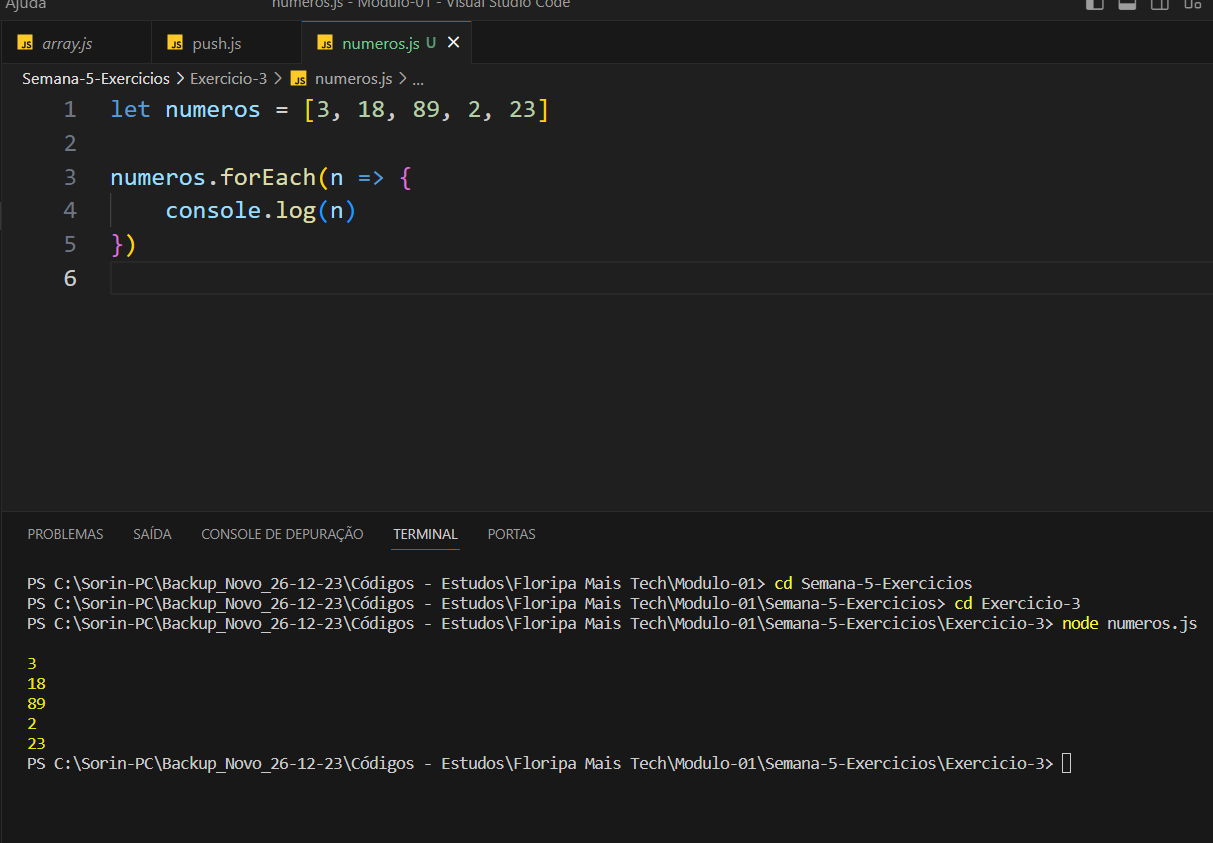 Ajuda
numeros.js - Modulo-01 - Visual Studio Code
JS array.js JS push.js JS numeros.js U ✕
Semana-5-Exercicios > Exercicio-3 > JS numeros.js > ...
1 let numeros = [3, 18, 89, 2, 23]
2
3 numeros.forEach(n => {
4     console.log(n)
5 })
6
PROBLEMAS SAÍDA CONSOLE DE DEPURAÇÃO TERMINAL PORTAS
PS C:\Sorin-PC\Backup_Novo_26-12-23\Códigos - Estudos\Floripa Mais Tech\Modulo-01> cd Semana-5-Exercicios
PS C:\Sorin-PC\Backup_Novo_26-12-23\Códigos - Estudos\Floripa Mais Tech\Modulo-01\Semana-5-Exercicios> cd Exercicio-3
PS C:\Sorin-PC\Backup_Novo_26-12-23\Códigos - Estudos\Floripa Mais Tech\Modulo-01\Semana-5-Exercicios\Exercicio-3> node numeros.js
3
18
89
2
23
PS C:\Sorin-PC\Backup_Novo_26-12-23\Códigos - Estudos\Floripa Mais Tech\Modulo-01\Semana-5-Exercicios\Exercicio-3>